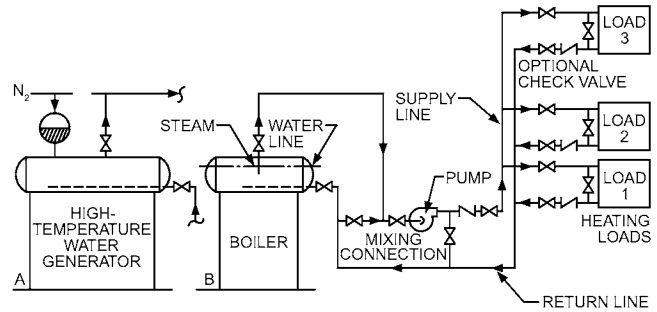 LOAD
3
OPTIONAL
CHECK VALVE
N2
SUPPLY
LINE
STEAM
WATER
LINE
LOAD
2
PUMP
LOAD
1
HIGH-
TEMPERATURE
WATER
GENERATOR
A
BOILER
B
MIXING
CONNECTION
HEATING
LOADS
RETURN LINE